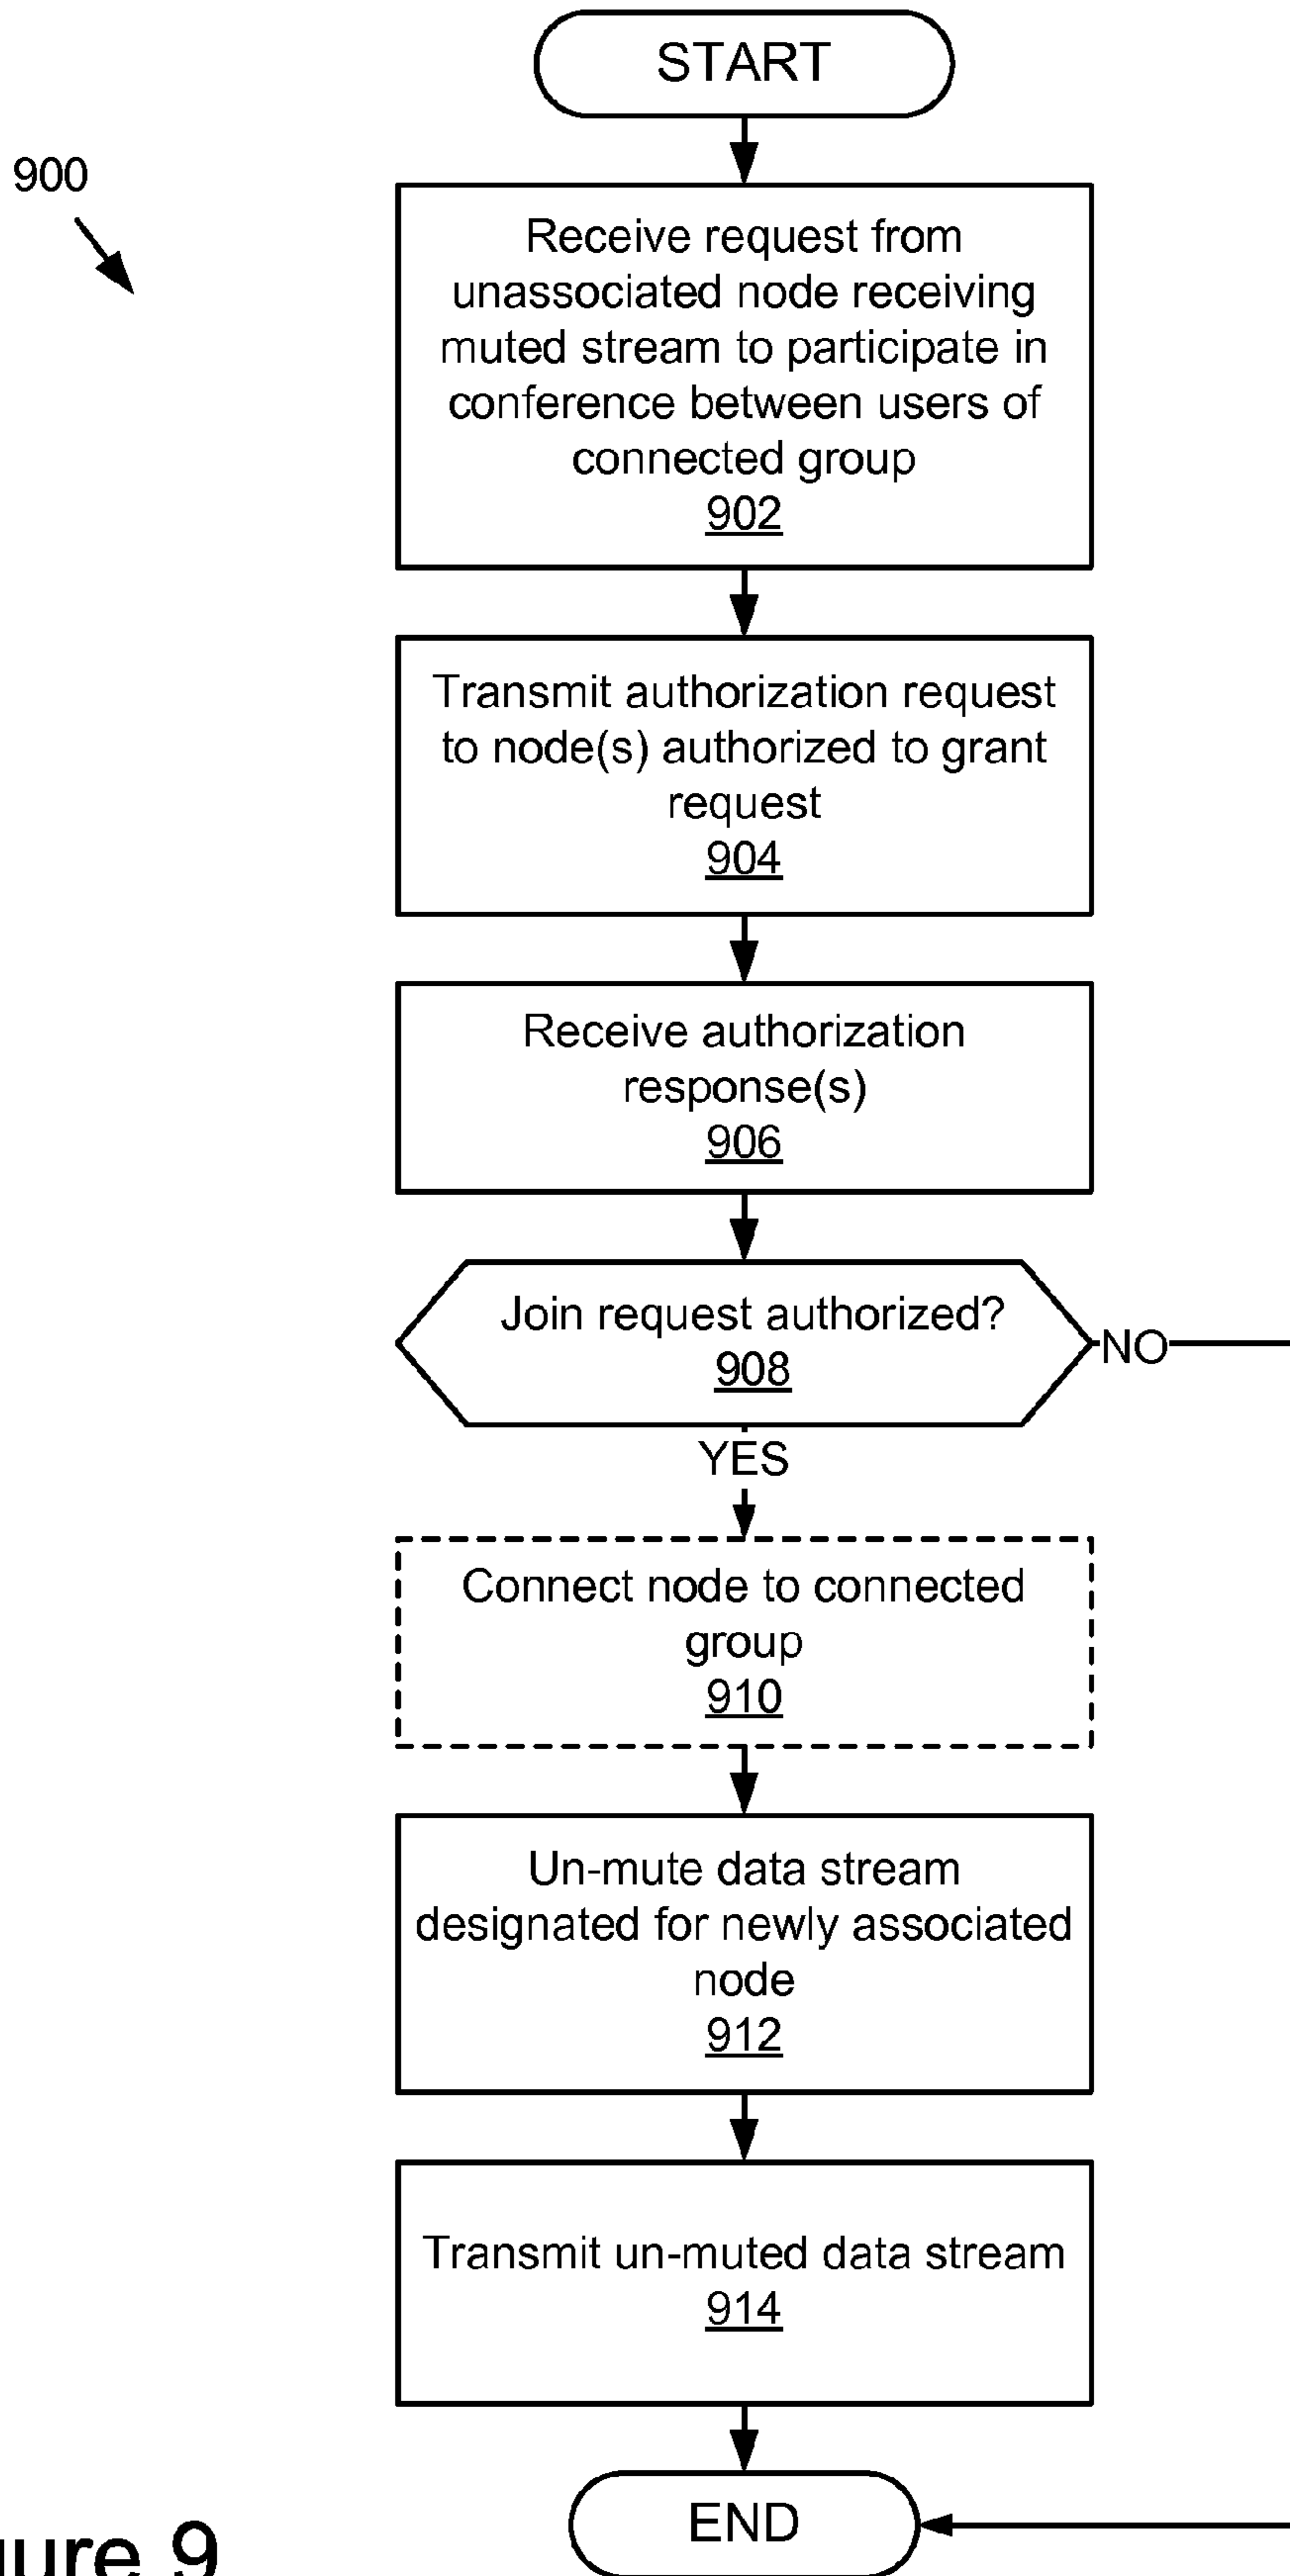 START
900
Receive request from
unassociated node receiving
muted stream to participate in
conference between users of
connected group
902
Transmit authorization request
to node(s) authorized to grant
request
904
Receive authorization
response(s)
906
Join request authorized?
908
NO
YES
Connect node to connected
group
910
Un-mute data stream
designated for newly associated
node
912
Transmit un-muted data stream
914
END
9